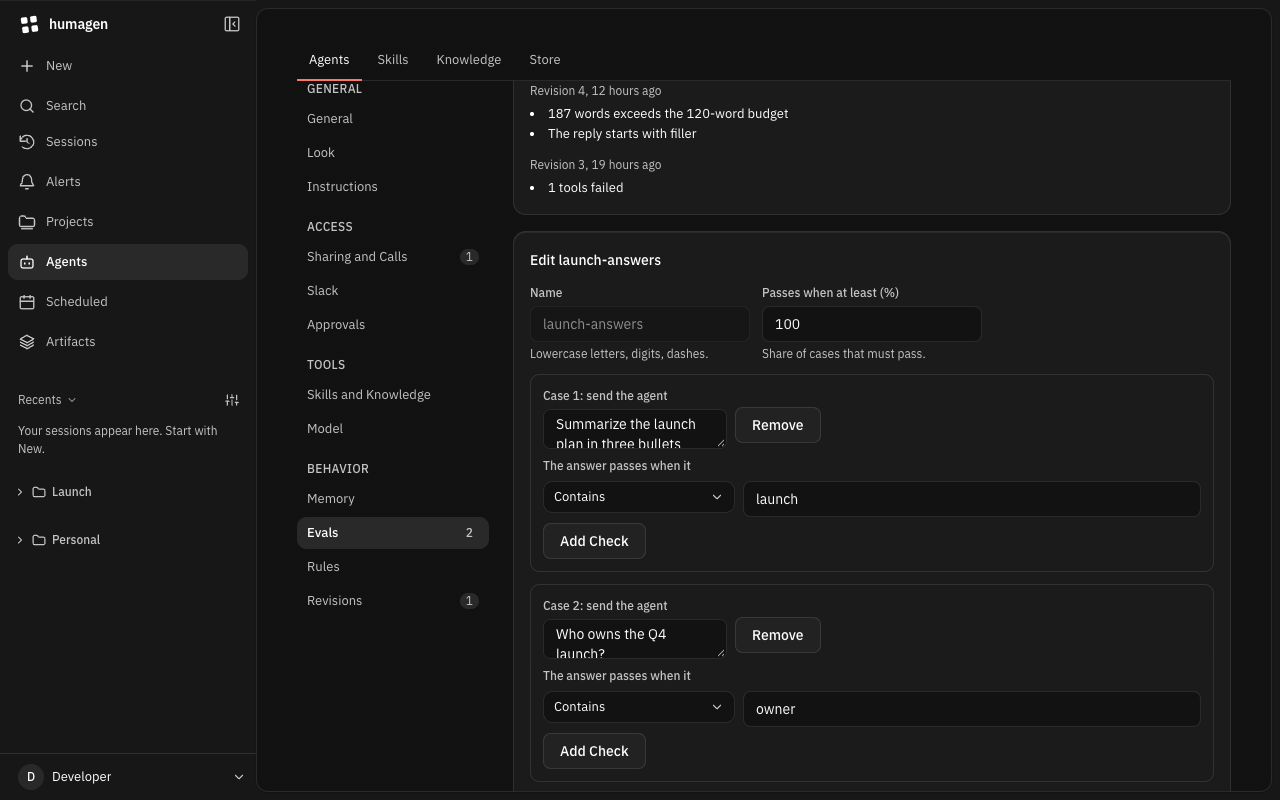 humagen
New
Search
Sessions
Alerts
Projects
Agents
Scheduled
Artifacts
Recents
Your sessions appear here. Start with
New.
Launch
Personal
D Developer
Agents Skills Knowledge Store
GENERAL
General
Look
Instructions
ACCESS
Sharing and Calls 1
Slack
Approvals
TOOLS
Skills and Knowledge
Model
BEHAVIOR
Memory
Evals 2
Rules
Revisions 1
Revision 4, 12 hours ago
• 187 words exceeds the 120-word budget
• The reply starts with filler
Revision 3, 19 hours ago
• 1 tools failed
Edit launch-answers
Name Passes when at least (%)
launch-answers 100
Lowercase letters, digits, dashes. Share of cases that must pass.
Case 1: send the agent
Summarize the launch
plan in three bullets
Remove
The answer passes when it
Contains launch
Add Check
Case 2: send the agent
Who owns the Q4
launch?
Remove
The answer passes when it
Contains owner
Add Check